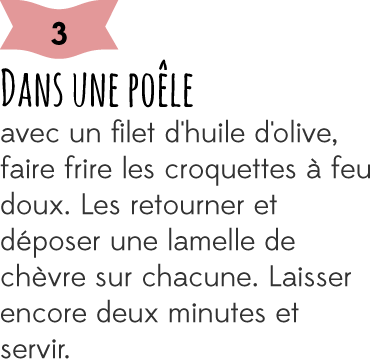 3
Dans une poêle
avec un filet d'huile d'olive,
faire frire les croquettes à feu
doux. Les retourner et
déposer une lamelle de
chèvre sur chacune. Laisser
encore deux minutes et
servir.